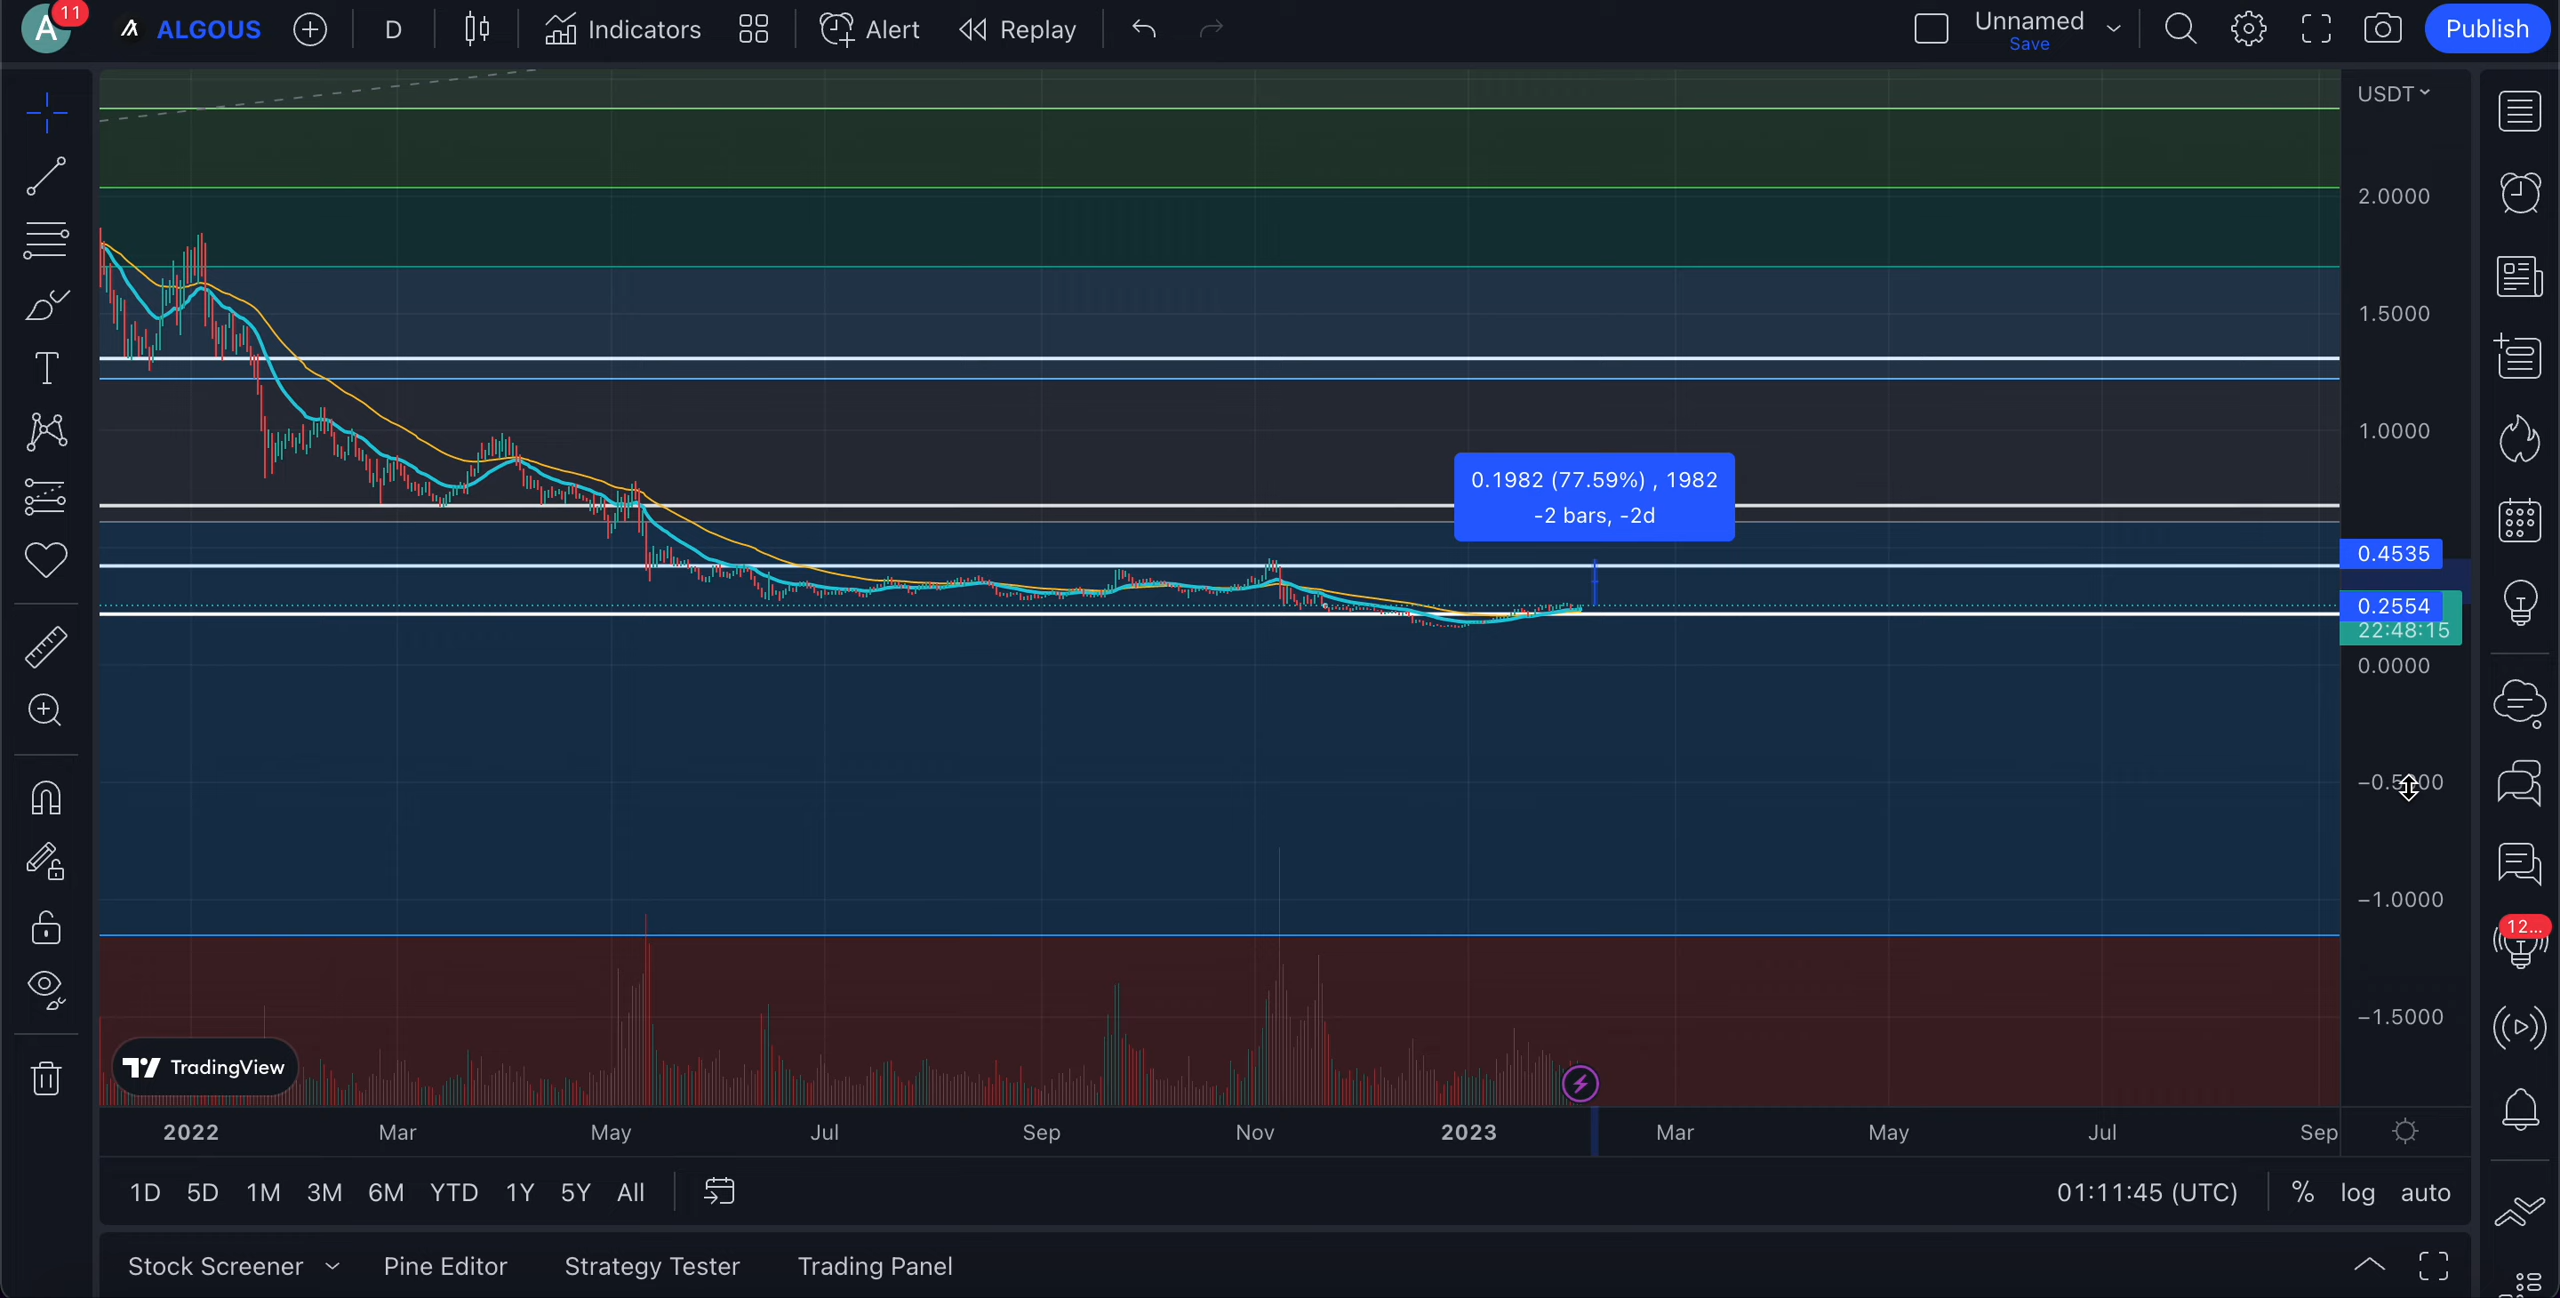 A
11
ALGOUS
D
Indicators
Alert
Replay
Unnamed
Save
Publish
USDT
2.0000
1.5000
1.0000
0.1982 (77.59%) , 1982
-2 bars, -2d
0.4535
0.2554
22:48:15
0.0000
−1.0000
−1.5000
12...
TradingView
2022
Mar
May
Jul
Sep
Nov
2023
Mar
May
Jul
Sep
1D
5D
1M
3M
6M
YTD
1Y
5Y
All
01:11:45 (UTC)
%
log
auto
Stock Screener
Pine Editor
Strategy Tester
Trading Panel